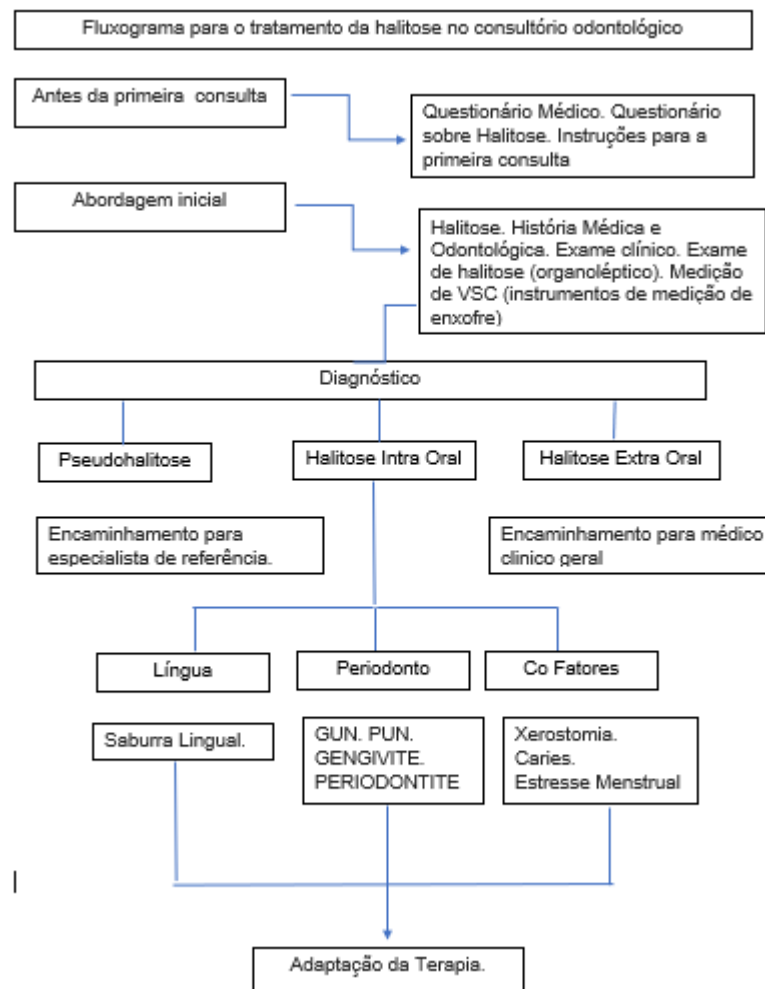 Fluxograma para o tratamento da halitose no consultório odontológico
Antes da primeira consulta
Questionário Médico. Questionário
sobre Halitose. Instruções para a
primeira consulta
Abordagem inicial
Halitose. História Médica e
Odontológica. Exame clínico. Exame
de halitose (organoléptico). Medição
de VSC (instrumentos de medição de
enxofre)
Diagnóstico
Pseudohalitose
Halitose Intra Oral
Halitose Extra Oral
Encaminhamento para
especialista de referência.
Encaminhamento para médico
clinico geral
Língua
Periodonto
Co Fatores
Saburra Lingual.
GUN. PUN.
GENGIVITE.
PERIODONTITE
Xerostomia.
Caries.
Estresse Menstrual
Adaptação da Terapia.